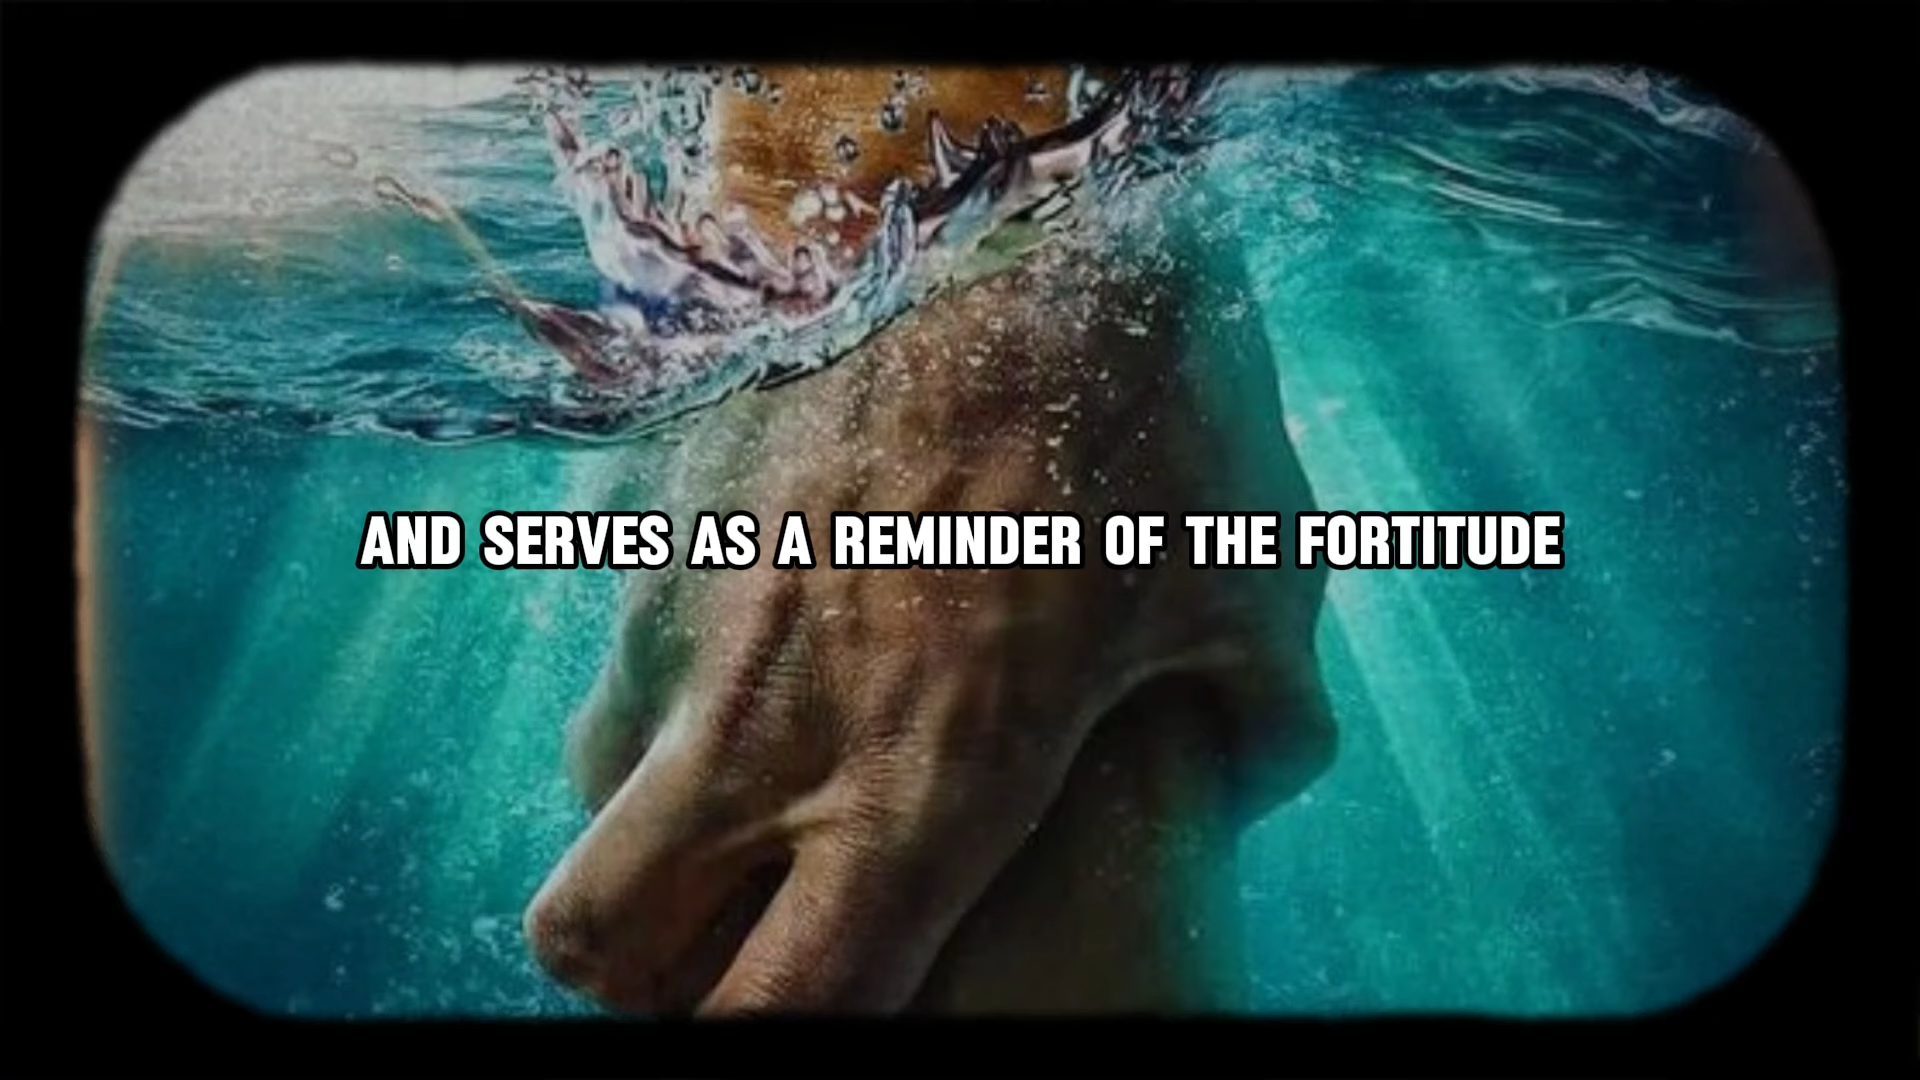 AND SERVES AS A REMINDER OF THE FORTITUDE